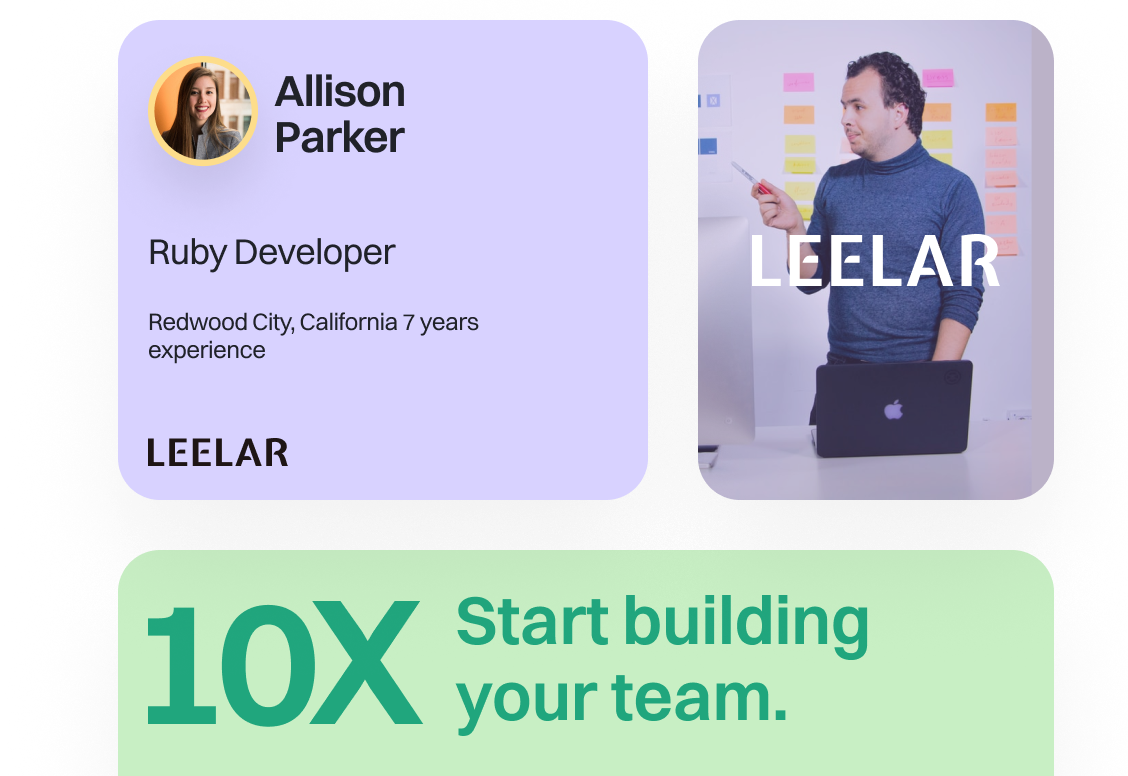 Allison
Parker
Ruby Developer
Redwood City, California 7 years
experience
LEELAR
LEELAR
10X
Start building
your team.